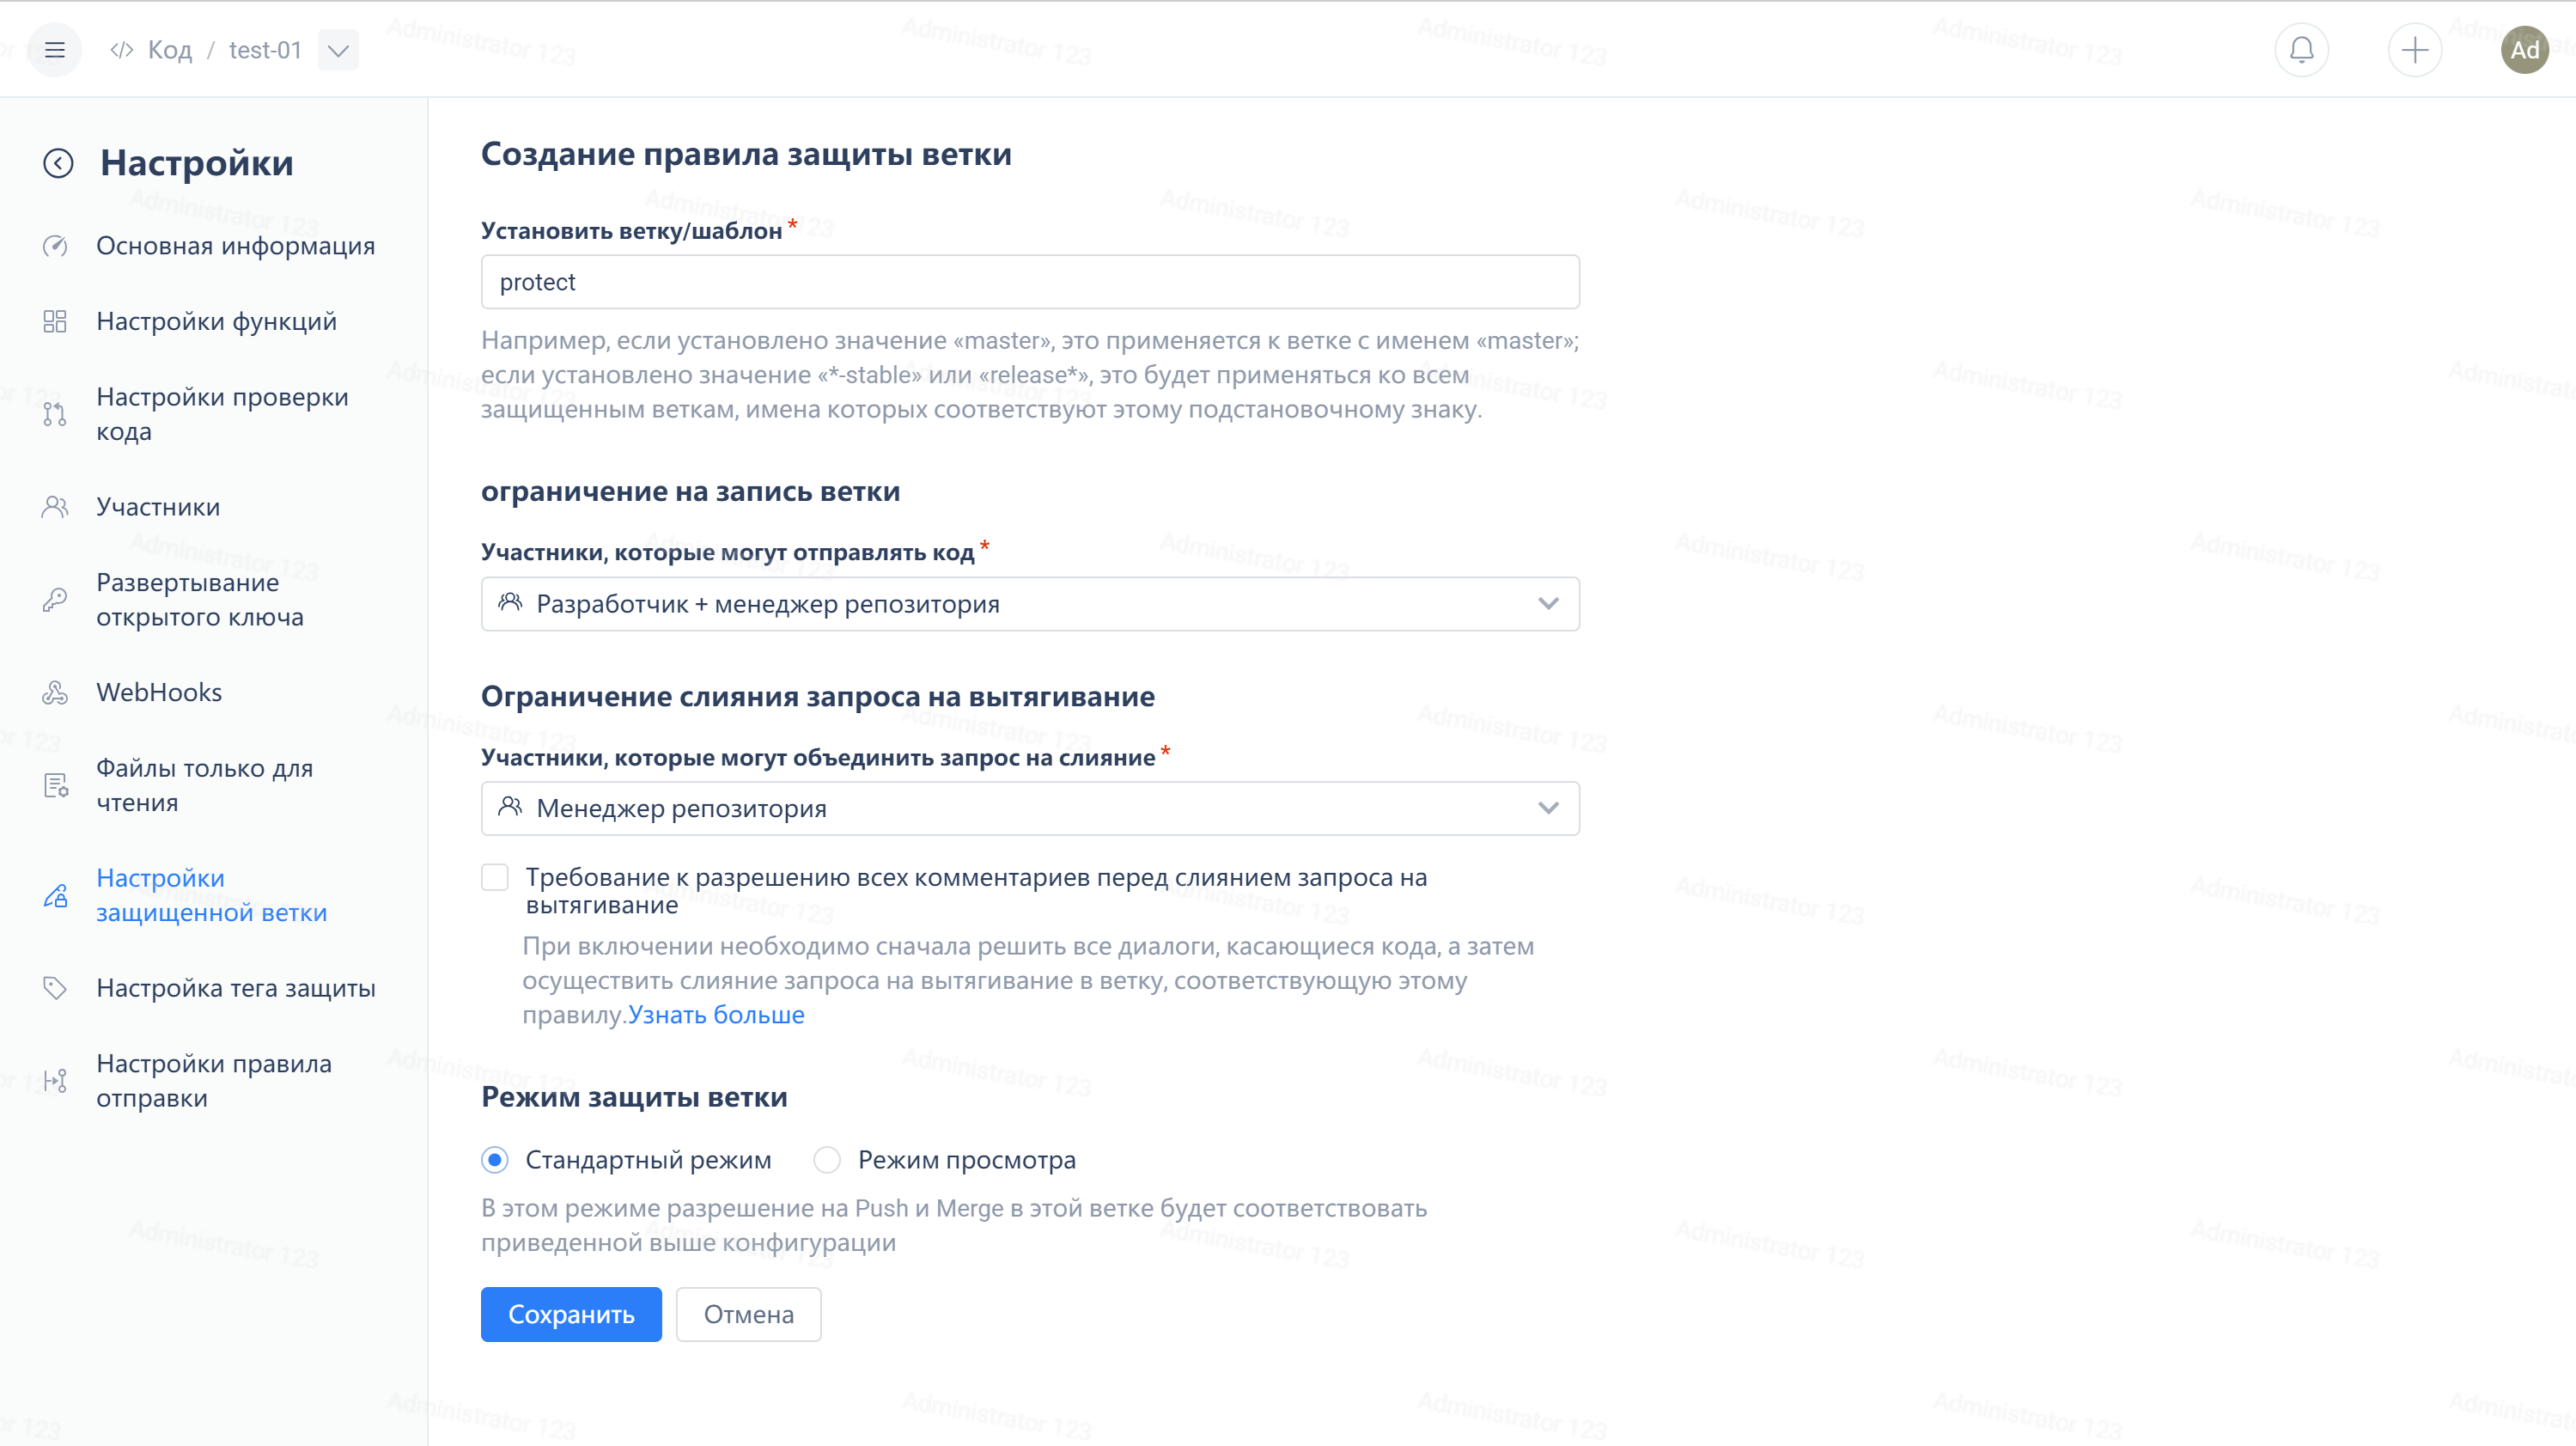 Код / test-01
Ad
Настройки
Основная информация
Настройки функций
Настройки проверки
кода
Участники
Развертывание
открытого ключа
WebHooks
Файлы только для
чтения
Настройки
защищенной ветки
Настройка тега защиты
Настройки правила
отправки
Создание правила защиты ветки
Установить ветку/шаблон *
protect
Например, если установлено значение «master», это применяется к ветке с именем «master»;
если установлено значение «*-stable» или «release*», это будет применяться ко всем
защищенным веткам, имена которых соответствуют этому подстановочному знаку.
ограничение на запись ветки
Участники, которые могут отправлять код *
Разработчик + менеджер репозитория
Ограничение слияния запроса на вытягивание
Участники, которые могут объединить запрос на слияние *
Менеджер репозитория
Требование к разрешению всех комментариев перед слиянием запроса на
вытягивание
При включении необходимо сначала решить все диалоги, касающиеся кода, а затем
осуществить слияние запроса на вытягивание в ветку, соответствующую этому
правилу.Узнать больше
Режим защиты ветки
Стандартный режим
Режим просмотра
В этом режиме разрешение на Push и Merge в этой ветке будет соответствовать
приведенной выше конфигурации
Сохранить
Отмена
Administrator 123